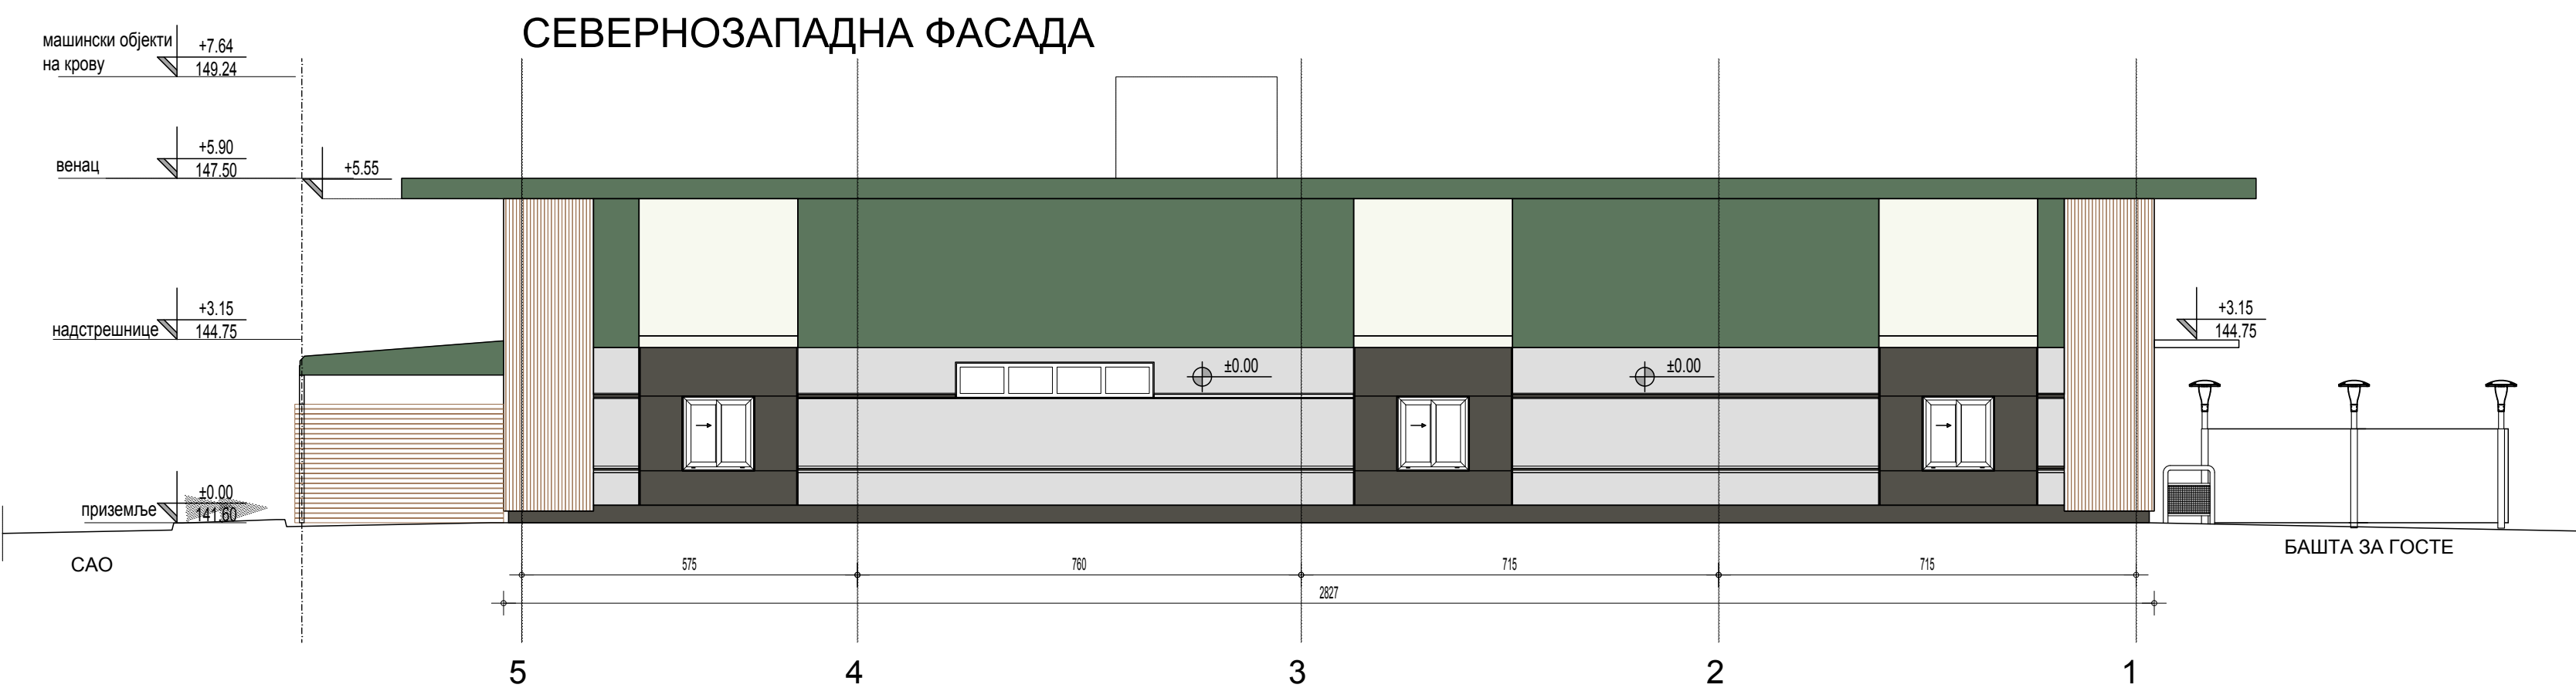 СЕВЕРНОЗАПАДНА ФАСАДА
машински објекти
на крову
+7.64
149.24
венац
+5.90
147.50
+5.55
надстрешнице
+3.15
144.75
+3.15
144.75
±0.00
±0.00
приземље
±0.00
141.60
САО
БАШТА ЗА ГОСТЕ
575
760
715
715
2827
5
4
3
2
1